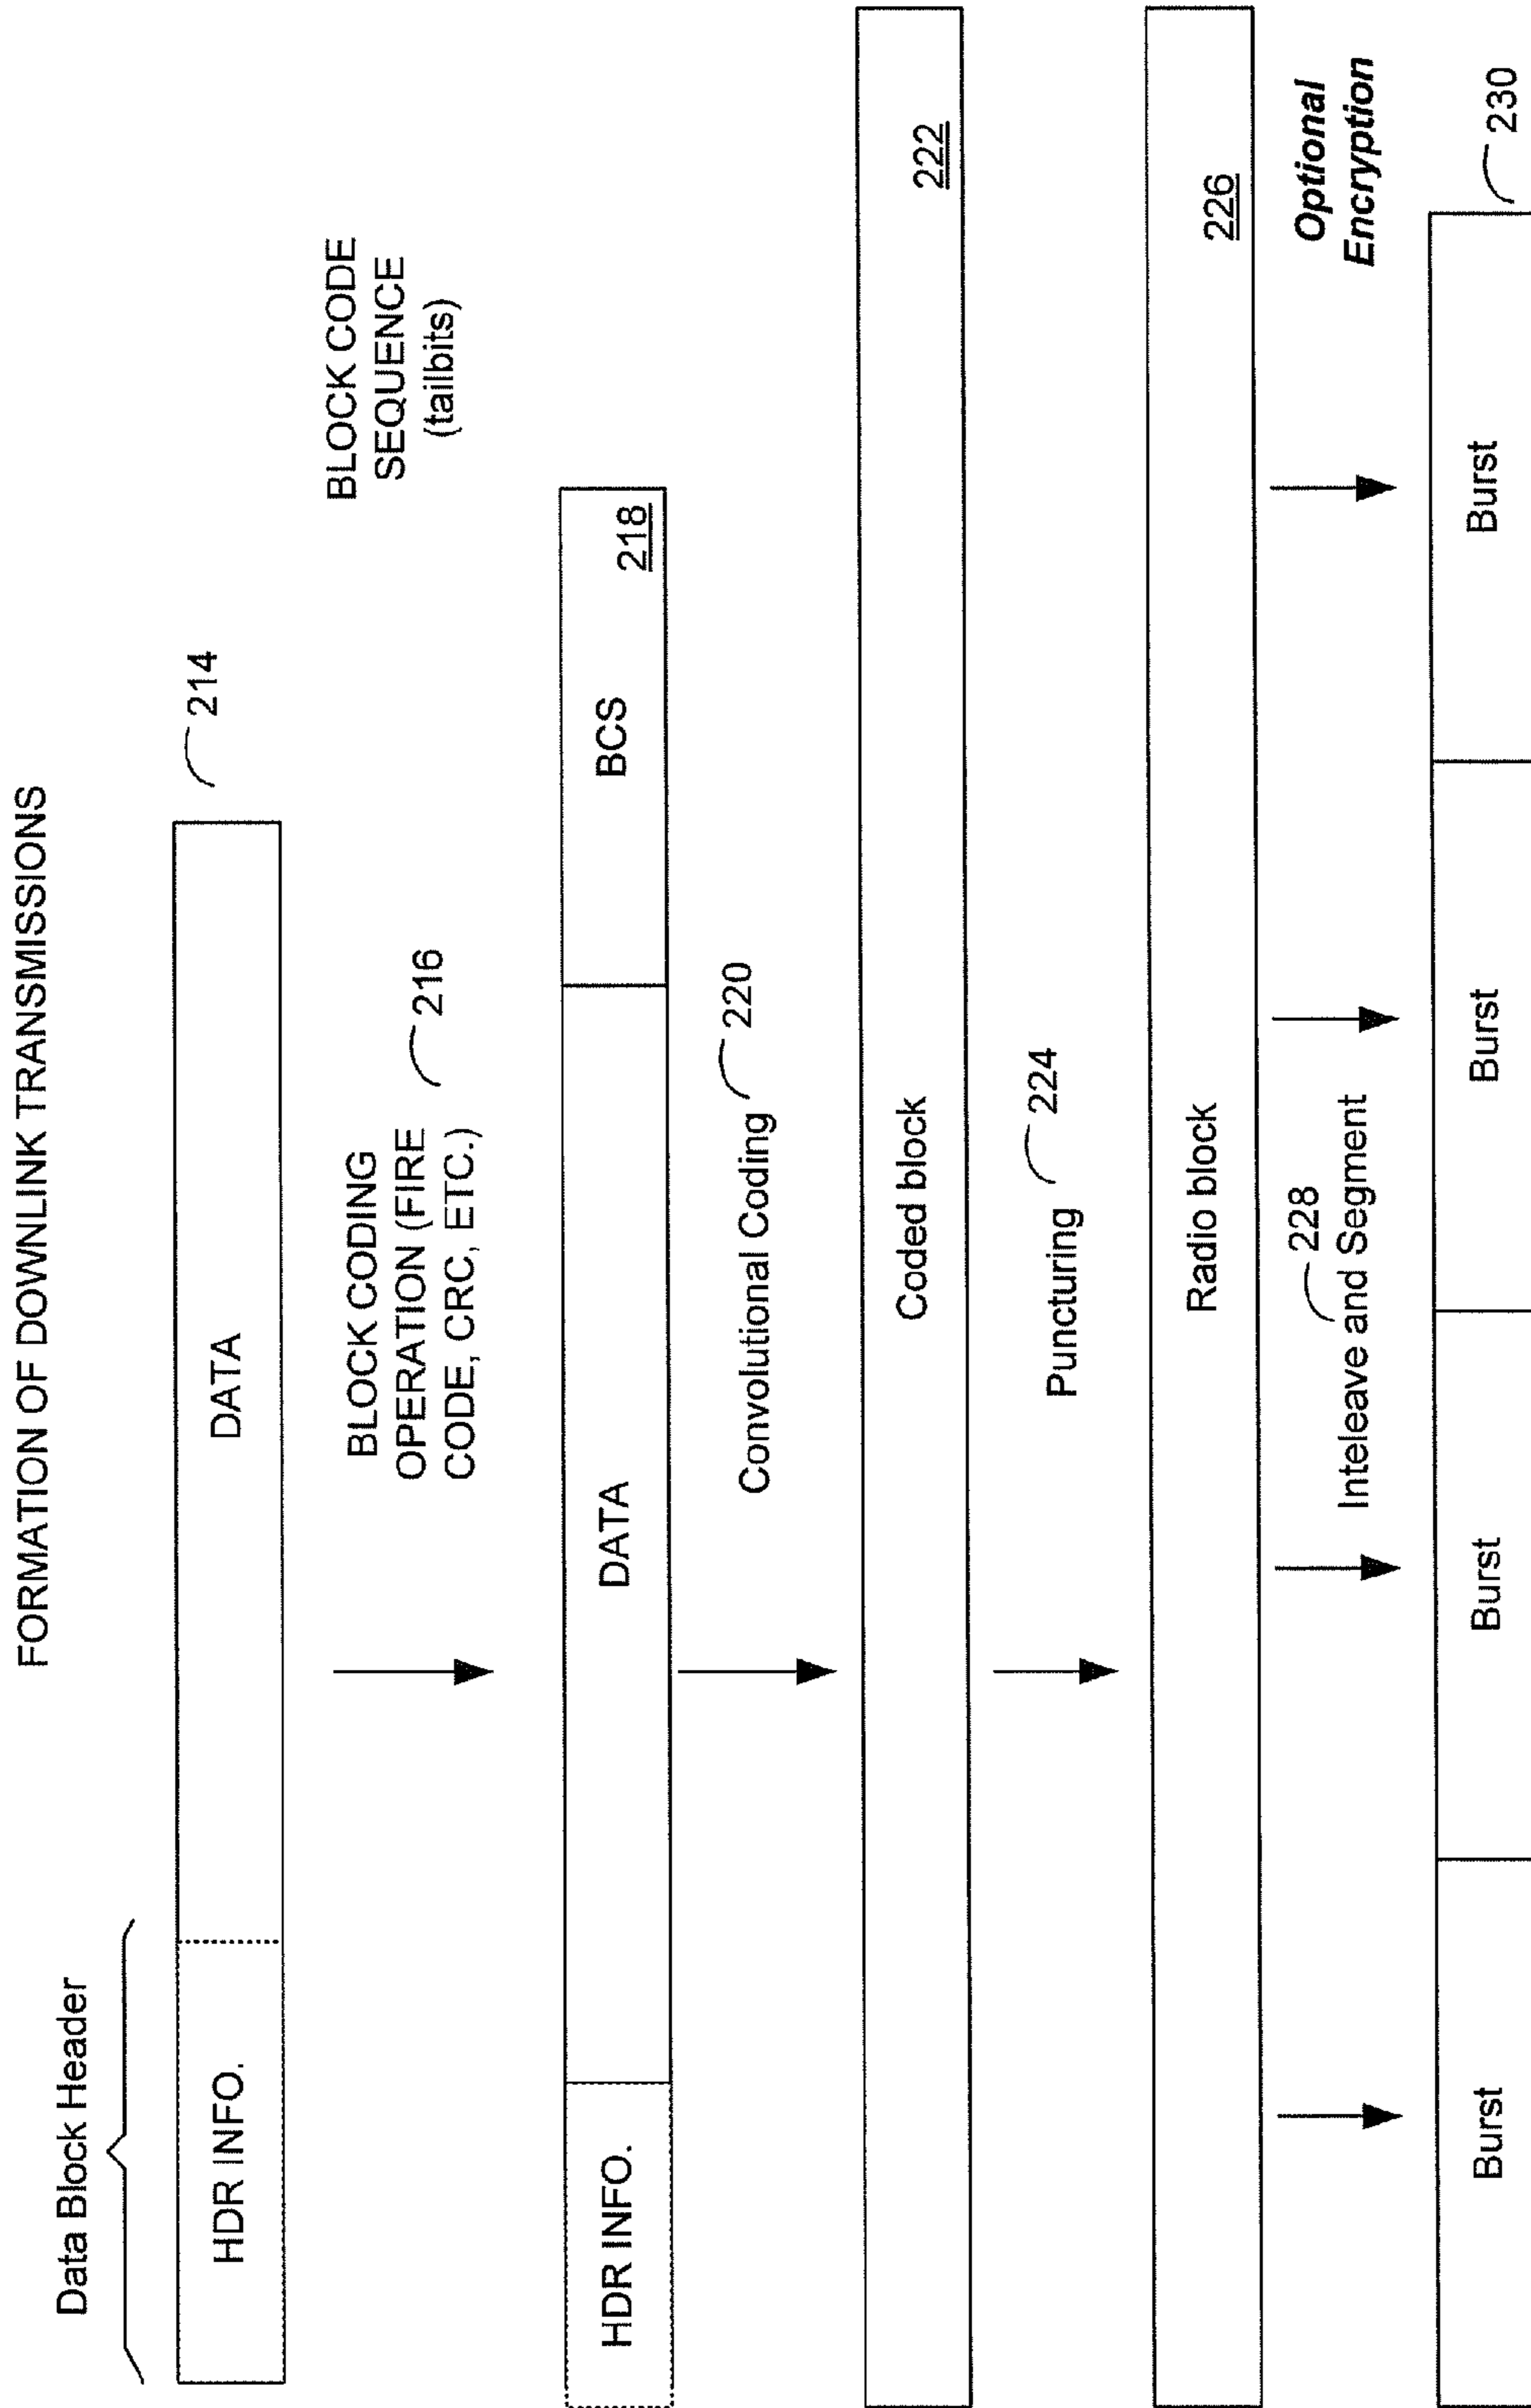 FORMATION OF DOWNLINK TRANSMISSIONS
Data Block Header
HDR INFO.
DATA
214
BLOCK CODING
OPERATION (FIRE
CODE, CRC, ETC.)
216
BLOCK CODE
SEQUENCE
(tailbits)
HDR INFO.
DATA
BCS
218
Convolutional Coding
220
Coded block
222
Puncturing
224
Radio block
226
228
Inteleave and Segment
Optional
Encryption
Burst
Burst
Burst
Burst
230